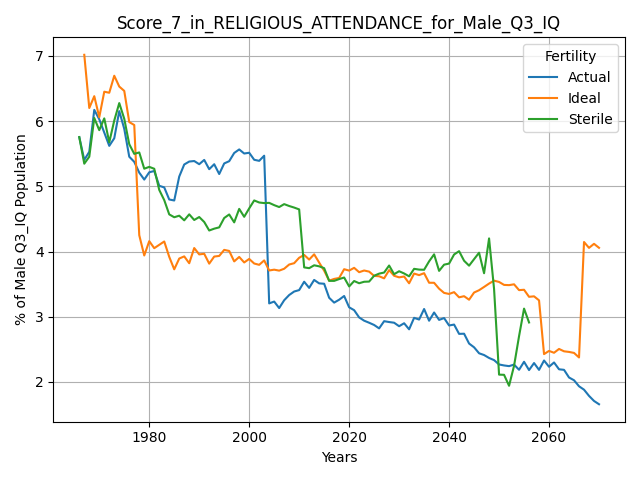 Score_7_in_RELIGIOUS_ATTENDANCE_for_Male_Q3_IQ
Fertility
Actual
Ideal
Sterile
% of Male Q3_IQ Population
7
6
5
4
3
2
1980
2000
2020
2040
2060
Years